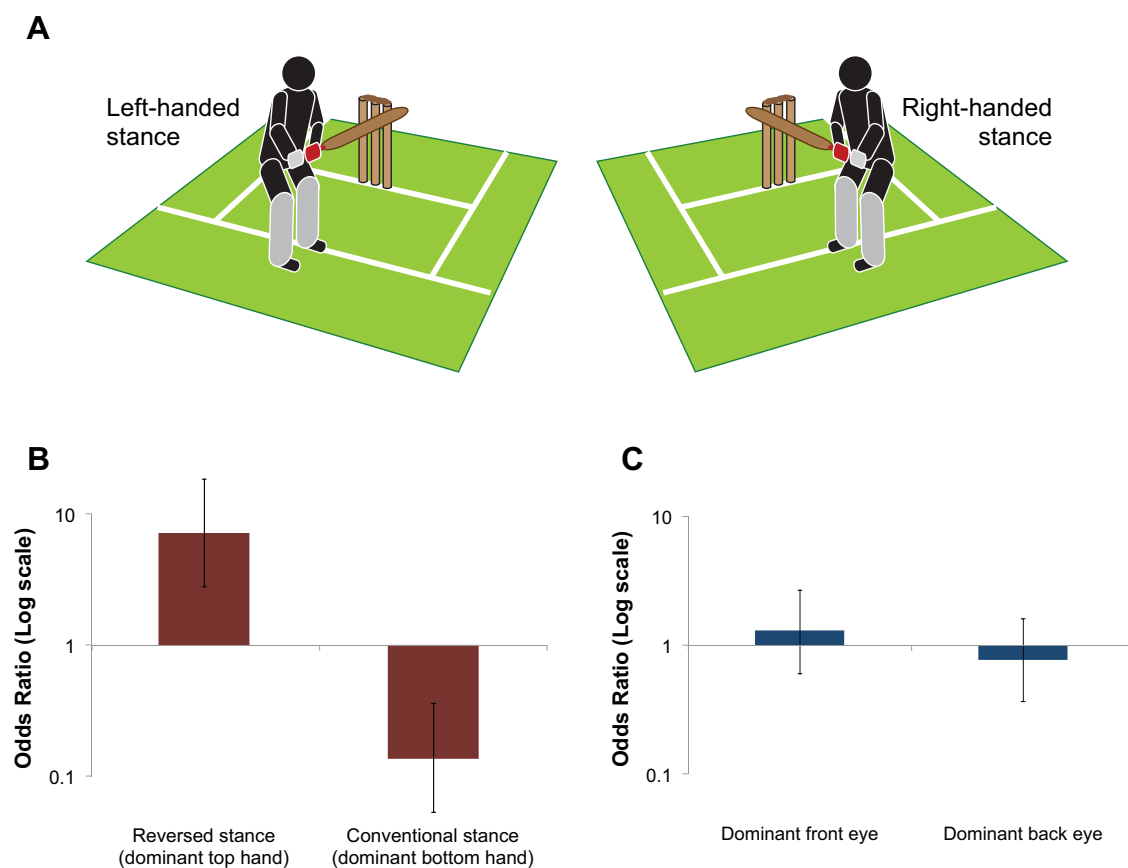 A
Left-handed
stance
Right-handed
stance
B
Odds Ratio (Log scale)
10
1
0.1
Reversed stance
(dominant top hand)
Conventional stance
(dominant bottom hand)
C
Odds Ratio (Log scale)
10
1
0.1
Dominant front eye
Dominant back eye